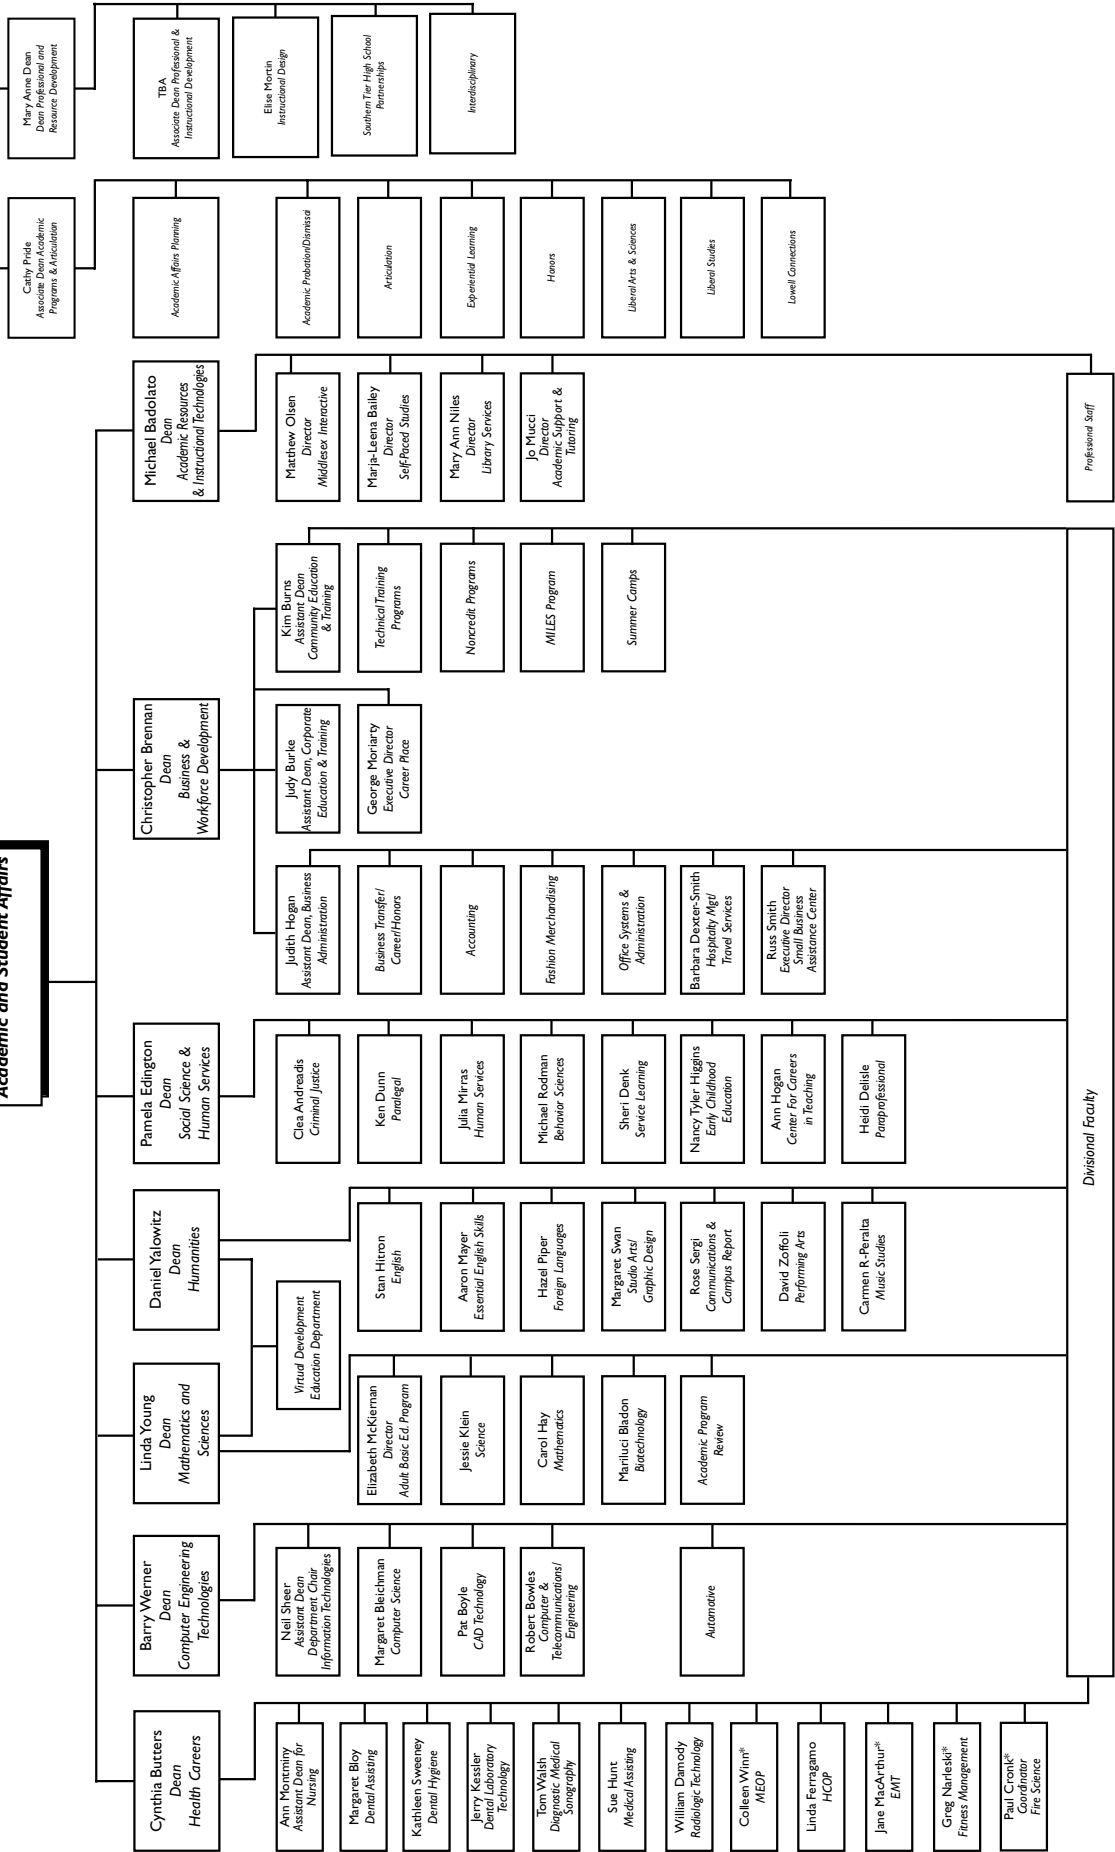 Academic and Student Affairs
Cynthia Butters
Dean
Health Careers
Ann Montminy
Assistant Dean for
Nursing
Margaret Bloy
Dental Assisting
Kathleen Sweeney
Dental Hygiene
Jerry Kessler
Dental Laboratory
Technology
Tom Walsh
Diagnostic Medical
Sonography
Sue Hunt
Medical Assisting
William Damody
Radiologic Technology
Colleen Winn*
MEOP
Linda Ferragamo
HCOP
Jane MacArthur*
EMT
Greg Narleski*
Fitness Management
Paul Cronk*
Coordinator
Fire Science
Barry Werner
Dean
Computer Engineering
Technologies
Neil Sheer
Assistant Dean
Department Chair
Information Technologies
Margaret Bleichman
Computer Science
Pat Boyle
CAD Technology
Robert Bowles
Computer &
Telecommunications/
Engineering
Automotive
Linda Young
Dean
Mathematics and
Sciences
Virtual Development
Education Department
Elizabeth McKiernan
Director
Adult Basic Ed. Program
Jessie Klein
Science
Carol Hay
Mathematics
Mariluci Bladon
Biotechnology
Academic Program
Review
Daniel Yalowitz
Dean
Humanities
Stan Hitron
English
Aaron Mayer
Essential English Skills
Hazel Piper
Foreign Languages
Margaret Swan
Studio Arts/
Graphic Design
Rose Sergi
Communications &
Campus Report
David Zoffoli
Performing Arts
Carmen R-Peralta
Music Studies
Pamela Edington
Dean
Social Science &
Human Services
Clea Andreadis
Criminal Justice
Ken Dunn
Paralegal
Julia Mirras
Human Services
Michael Rodman
Behavior Sciences
Sheri Denk
Service Learning
Nancy Tyler Higgins
Early Childhood
Education
Ann Hogan
Center For Careers
in Teaching
Heidi Delisle
Paraprofessional
Christopher Brennan
Dean
Business &
Workforce Development
Judith Hogan
Assistant Dean, Business
Administration
Business Transfer/
Career/Honors
Accounting
Fashion Merchandising
Office Systems &
Administration
Barbara Dexter-Smith
Hospitalty Mgt/
Travel Services
Russ Smith
Executive Director
Small Business
Assistance Center
Judy Burke
Assistant Dean, Corporate
Education & Training
George Moriarty
Executive Director
Career Place
Kim Burns
Assistant Dean
Community Education
& Training
Technical Training
Programs
Noncredit Programs
MILES Program
Summer Camps
Divisional Faculty
Michael Badolato
Dean
Academic Resources
& Instructional Technologies
Matthew Olsen
Director
Middlesex Interactive
Marja-Leena Bailey
Director
Self-Paced Studies
Mary Ann Niles
Director
Library Services
Jo Mucci
Director
Academic Support &
Tutoring
Professional Staff
Cathy Pride
Associate Dean Academic
Programs & Articulation
Academic Affairs Planning
Academic Probation/Dismissal
Articulation
Experiential Learning
Honors
Liberal Arts & Sciences
Liberal Studies
Lowell Connections
Mary Anne Dean
Dean Professional and
Resource Development
TBA
Associate Dean Professional &
Instructional Development
Elise Mortin
Instructional Design
Southern Tier High School
Partnerships
Interdisciplinary